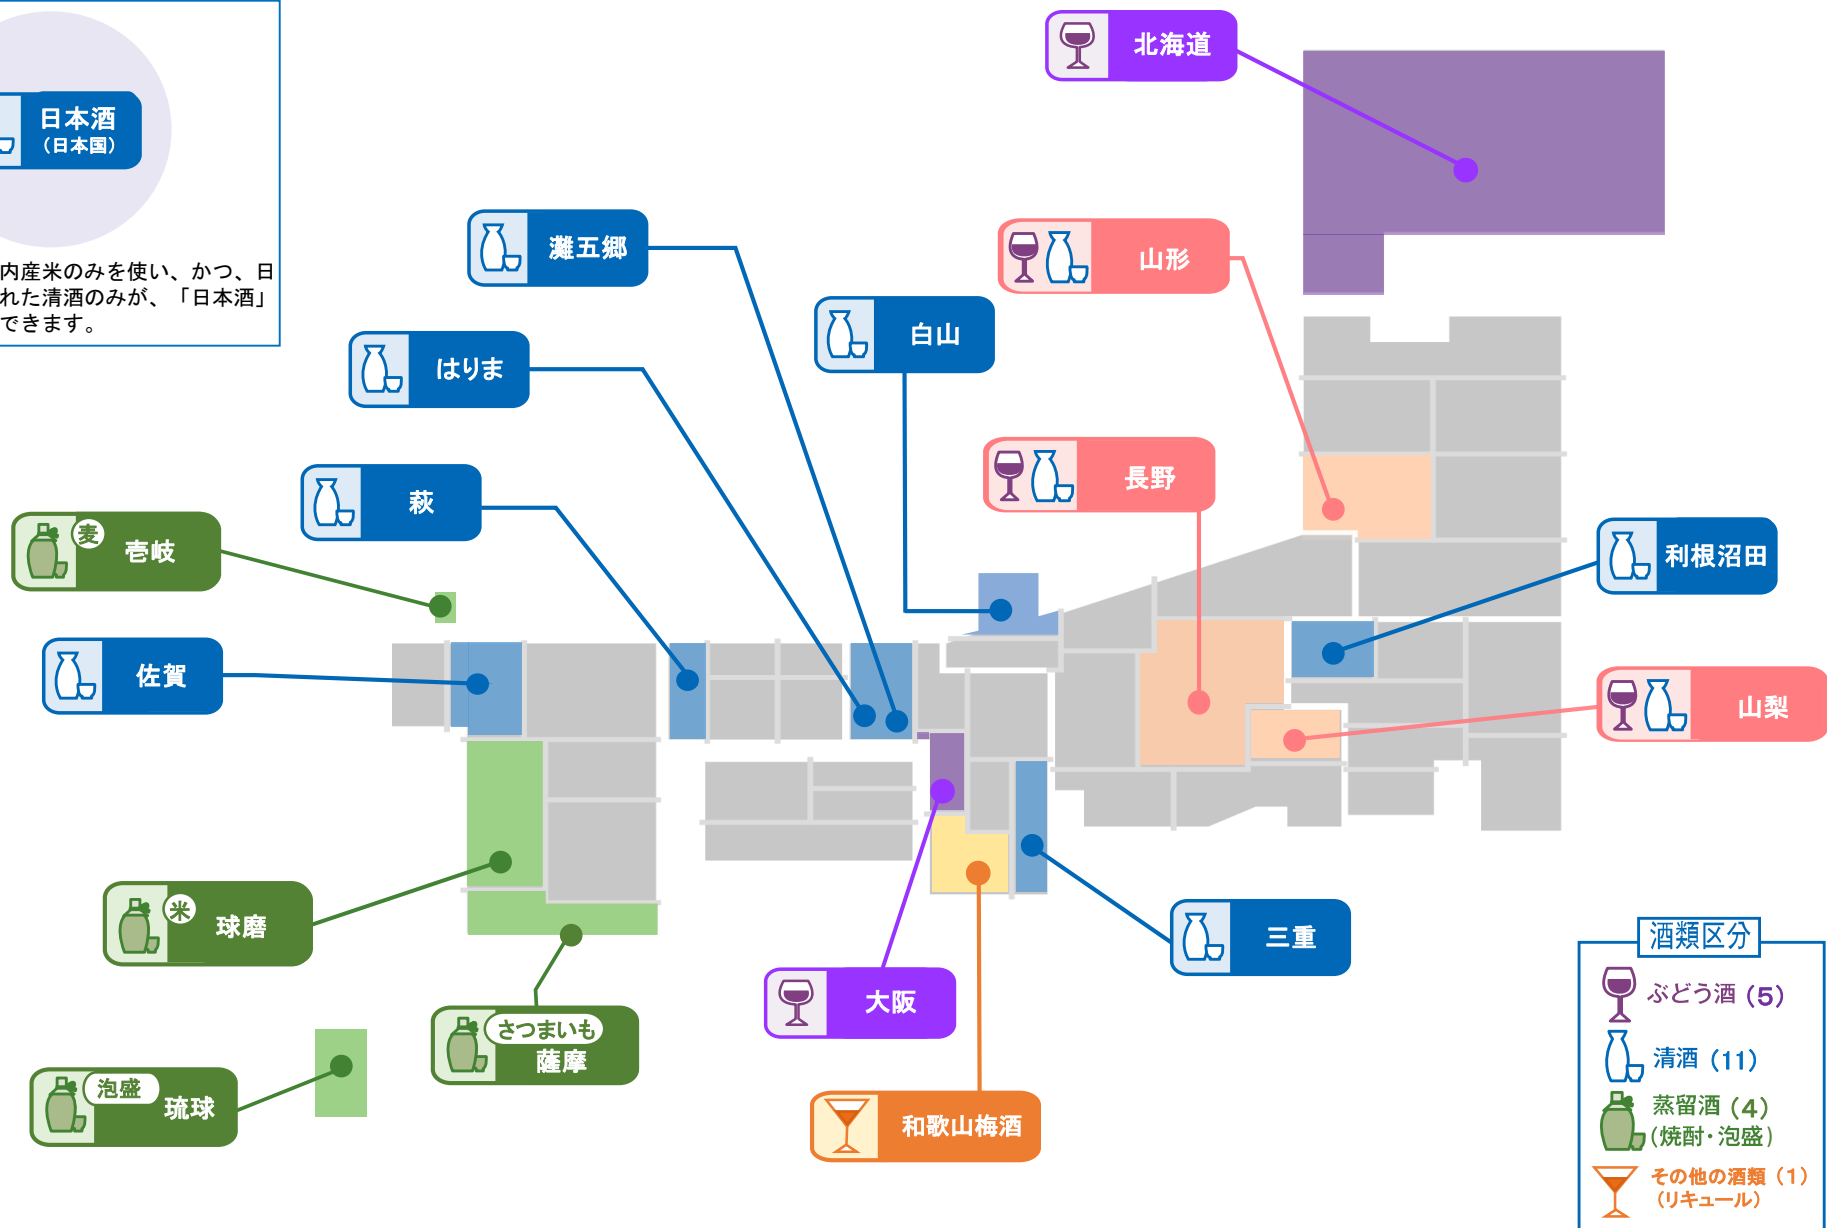 日本酒
（日本国）
内産米のみを使い、かつ、日
れた清酒のみが、「日本酒」
できます。
北海道
灘五郷
山形
白山
はりま
長野
萩
麦
壱岐
利根沼田
佐賀
山梨
米
球磨
三重
大阪
さつまいも
薩摩
泡盛
琉球
和歌山梅酒
酒類区分
ぶどう酒（5）
清酒（11）
蒸留酒（4）
（焼酎・泡盛）
その他の酒類（1）
（リキュール）